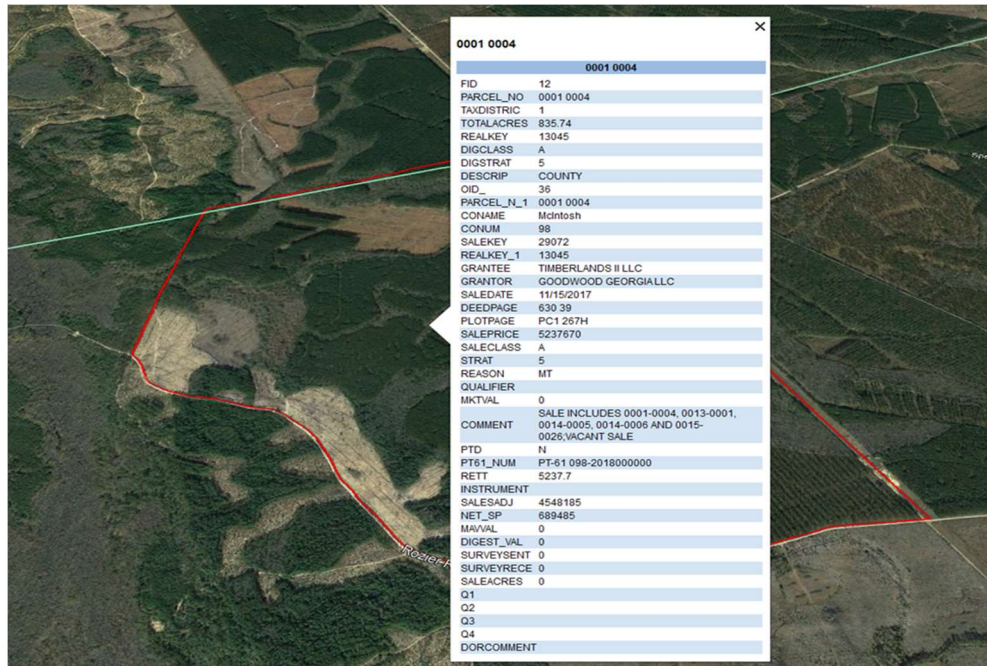 ×
0001 0004
0001 0004
FID 12
PARCEL_NO 0001 0004
TAXDISTRIC 1
TOTALACRES 835.74
REALKEY 13045
DIGCLASS A
DIGSTRAT 5
DESCRIP COUNTY
OID_ 36
PARCEL_N_1 0001 0004
CONAME McIntosh
CONUM 98
SALEKEY 29072
REALKEY_1 13045
GRANTEE TIMBERLANDS II LLC
GRANTOR GOODWOOD GEORGIA LLC
SALEDATE 11/15/2017
DEEDPAGE 630 39
PLOTPAGE PC1 267H
SALEPRICE 5237670
SALECLASS A
STRAT 5
REASON MT
QUALIFIER
MKTVAL 0
COMMENT SALE INCLUDES 0001-0004, 0013-0001,
0014-0005, 0014-0006 AND 0015-
0026;VACANT SALE
PTD N
PT61_NUM PT-61 098-2018000000
RETT 5237.7
INSTRUMENT
SALESADJ 4548185
NET_SP 689485
MAVVAL 0
DIGEST_VAL 0
SURVEYSENT 0
SURVEYRECE 0
SALEACRES 0
Q1
Q2
Q3
Q4
DORCOMMENT
Rozier